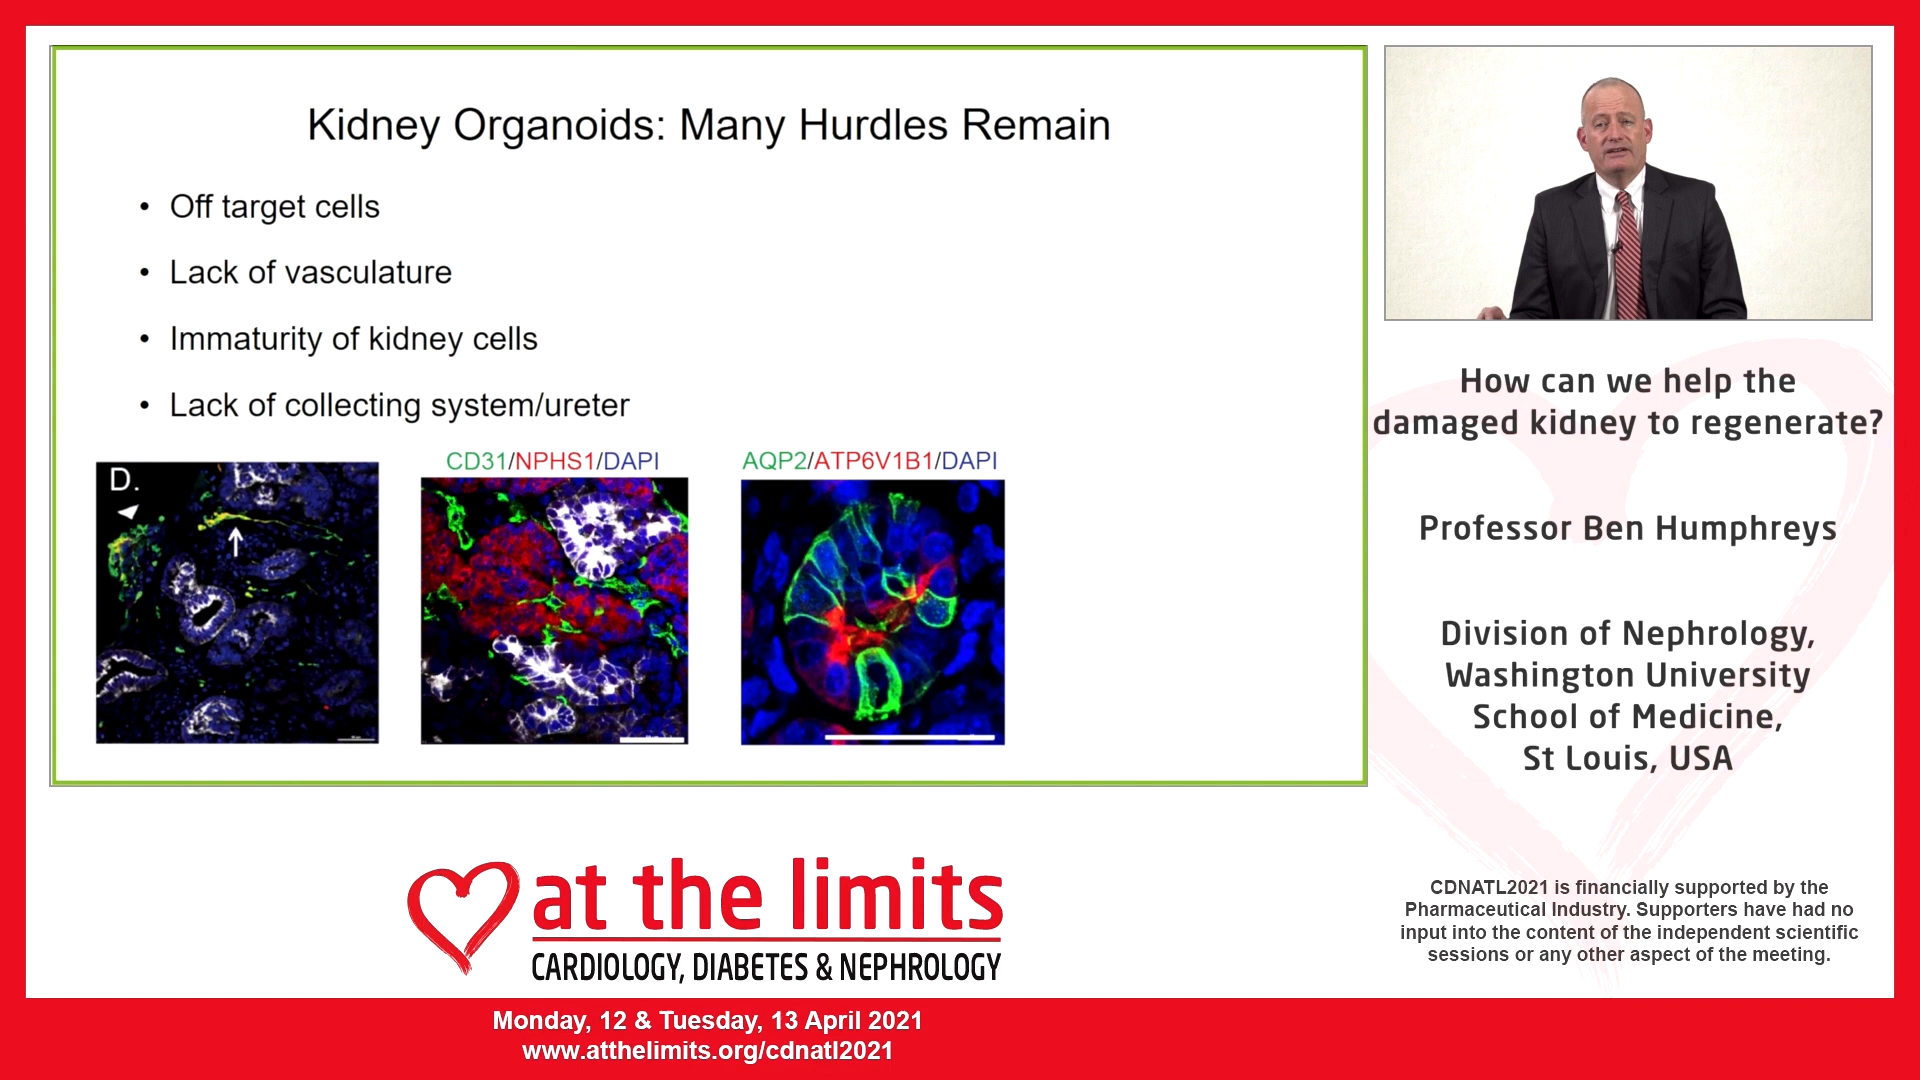 Kidney Organoids: Many Hurdles Remain
• Off target cells
• Lack of vasculature
• Immaturity of kidney cells
• Lack of collecting system/ureter
D.
CD31/NPHS1/DAPI
AQP2/ATP6V1B1/DAPI
How can we help the
damaged kidney to regenerate?
Professor Ben Humphreys
Division of Nephrology,
Washington University
School of Medicine,
St Louis, USA
CDNATL2021 is financially supported by the
Pharmaceutical Industry. Supporters have had no
input into the content of the independent scientific
sessions or any other aspect of the meeting.
at the limits
CARDIOLOGY, DIABETES & NEPHROLOGY
Monday, 12 & Tuesday, 13 April 2021
www.atthelimits.org/cdnatl2021